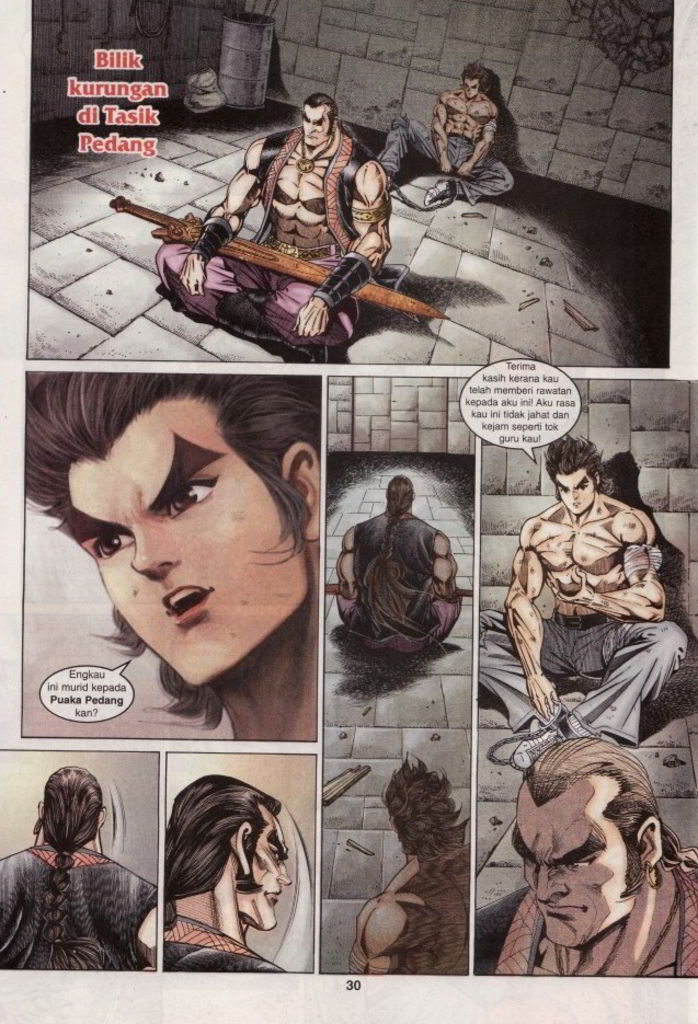 Bilik
kurungan
di Tasik
Pedang
Engkau
ini murid kepada
Puaka Pedang
kan?
Terima
kasih kerana kau
telah memberi rawatan
kepada aku ini! Aku rasa
kau ini tidak jahat dan
kejam seperti tok
guru kau!
30